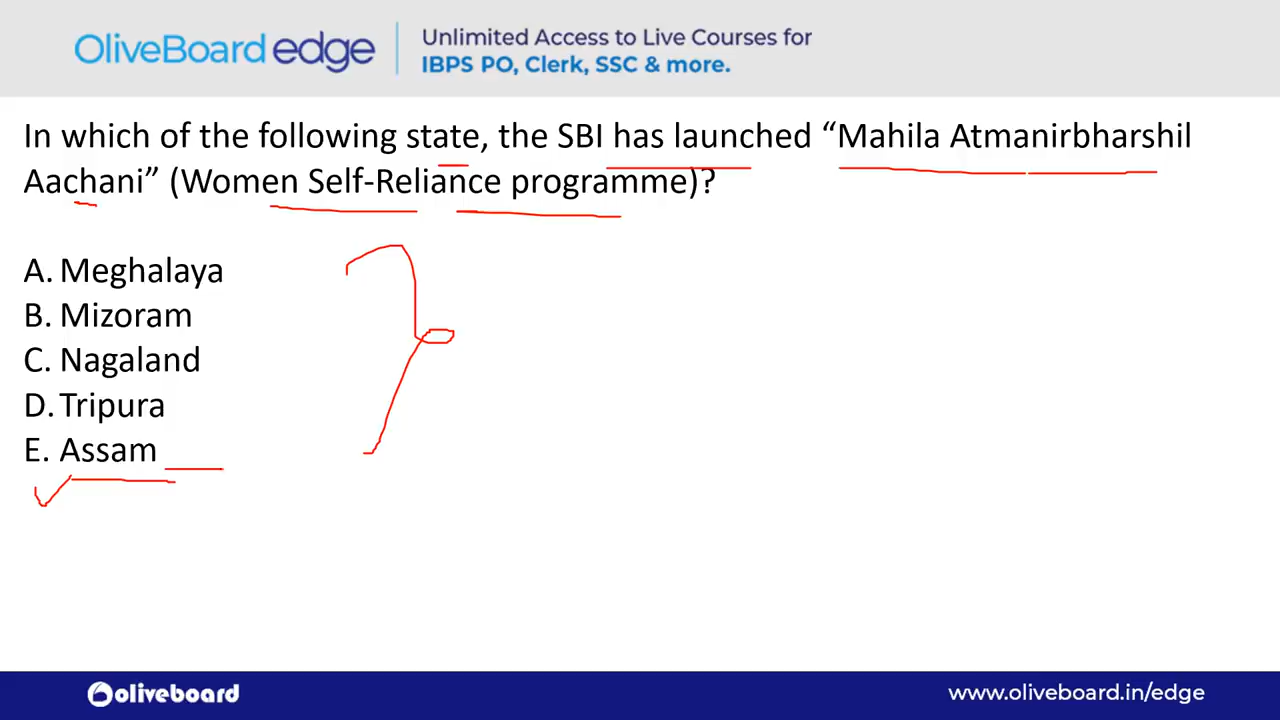 OliveBoard edge
Unlimited Access to Live Courses for
IBPS PO, Clerk, SSC & more.
In which of the following state, the SBI has launched “Mahila Atmanirbharshil
Aachani” (Women Self-Reliance programme)?
A. Meghalaya
B. Mizoram
C. Nagaland
D. Tripura
E. Assam
oliveboard
www.oliveboard.in/edge